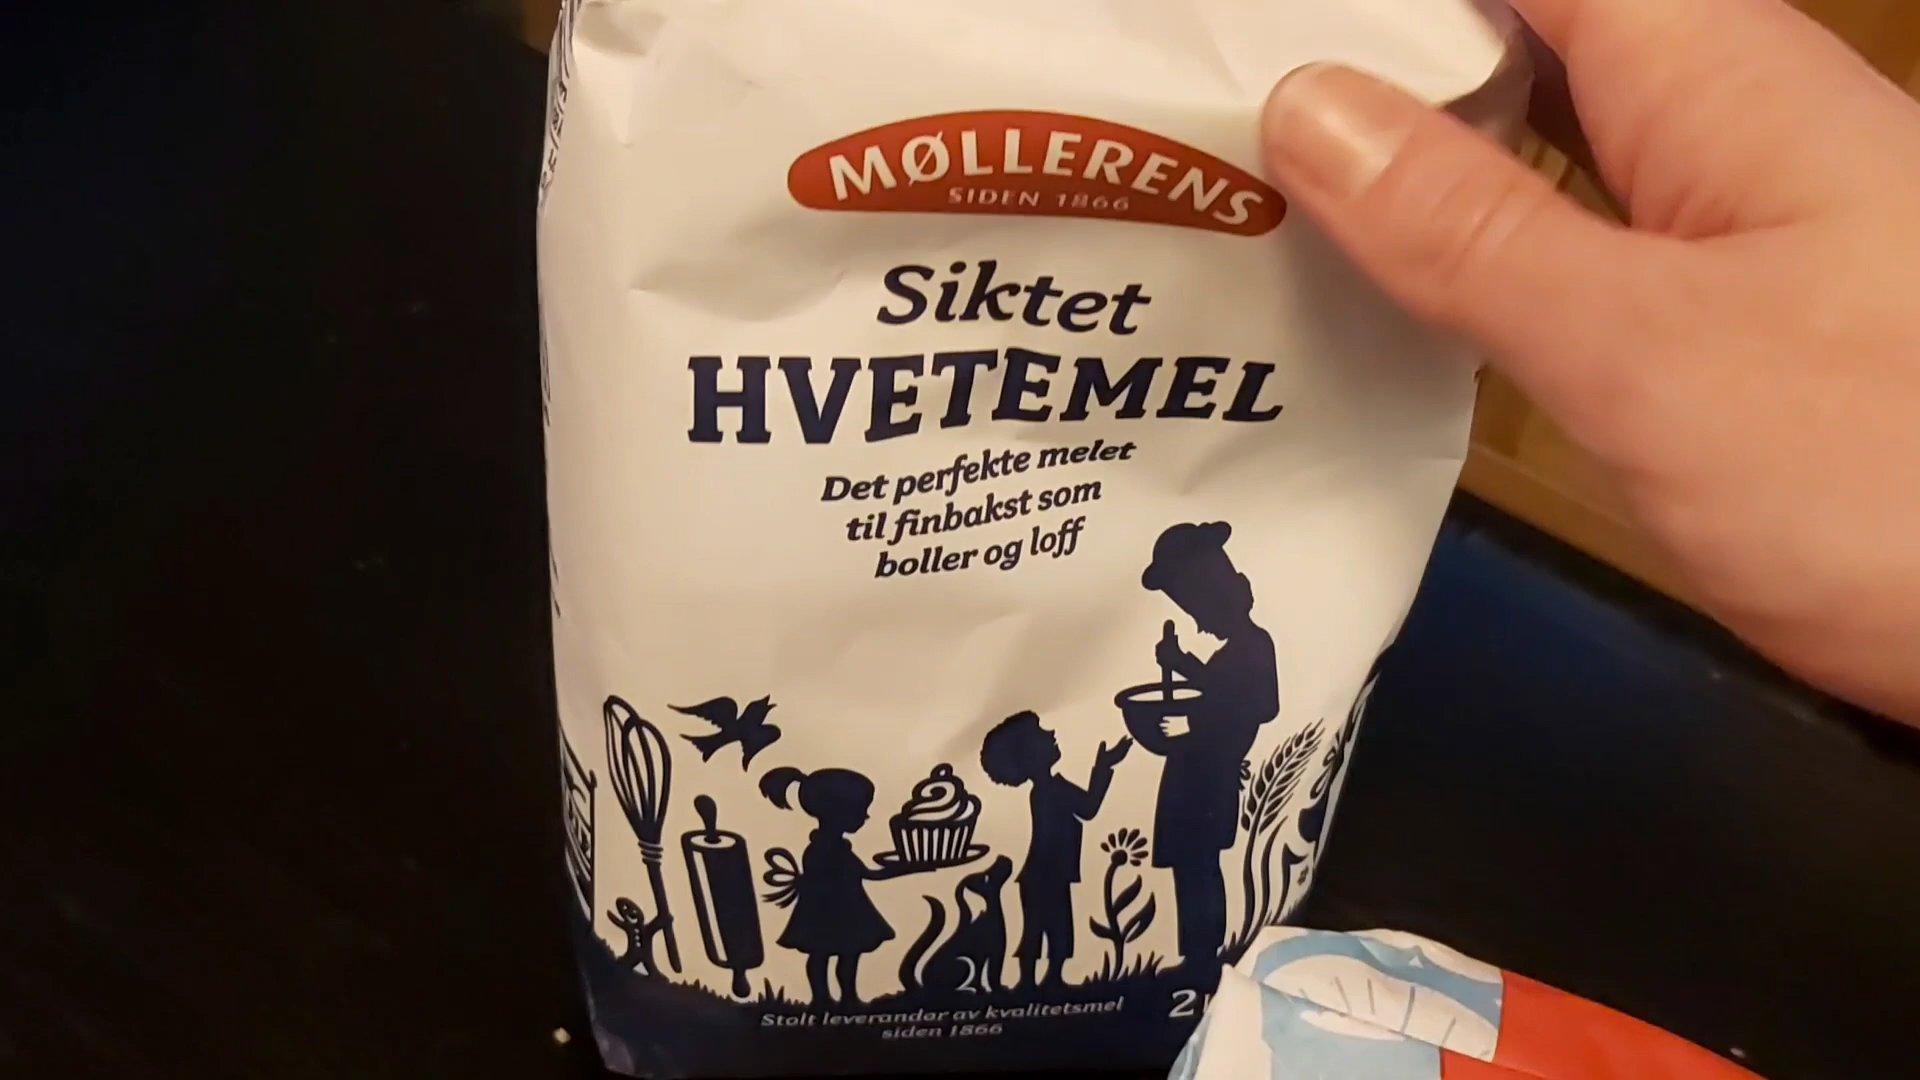 MØLLERENS
SIDEN 1866
Siktet
HVETEMEL
Det perfekte melet
til finbakst som
boller og loff
Stolt leverandør av kvalitetsmel
siden 1866
2